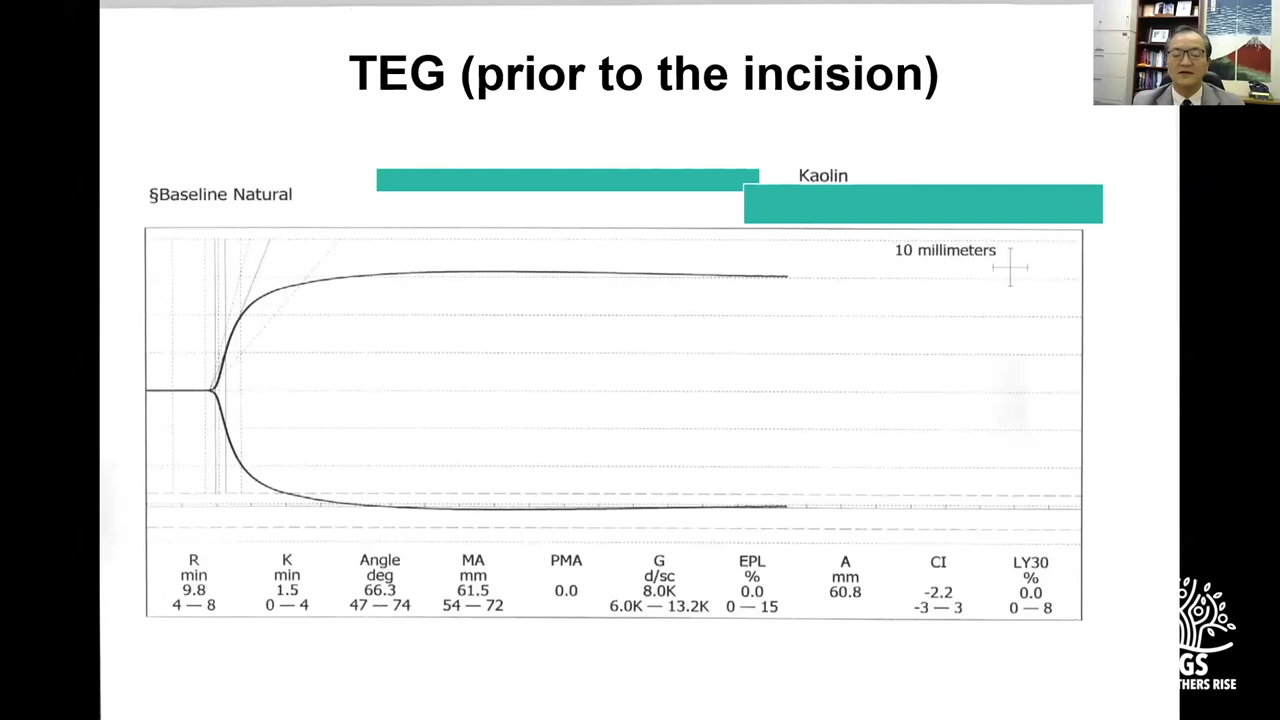 TEG (prior to the incision)
Kaolin
§Baseline Natural
10 millimeters
R K Angle MA PMA G EPL A CI LY30
min min deg mm d/sc % mm %
9.8 1.5 66.3 61.5 0.0 8.0K 0.0 60.8 -2.2 0.0
4 — 8 0 — 4 47 — 74 54 — 72 6.0K — 13.2K 0 — 15 -3 — 3 0 — 8
GS
THERS RISE